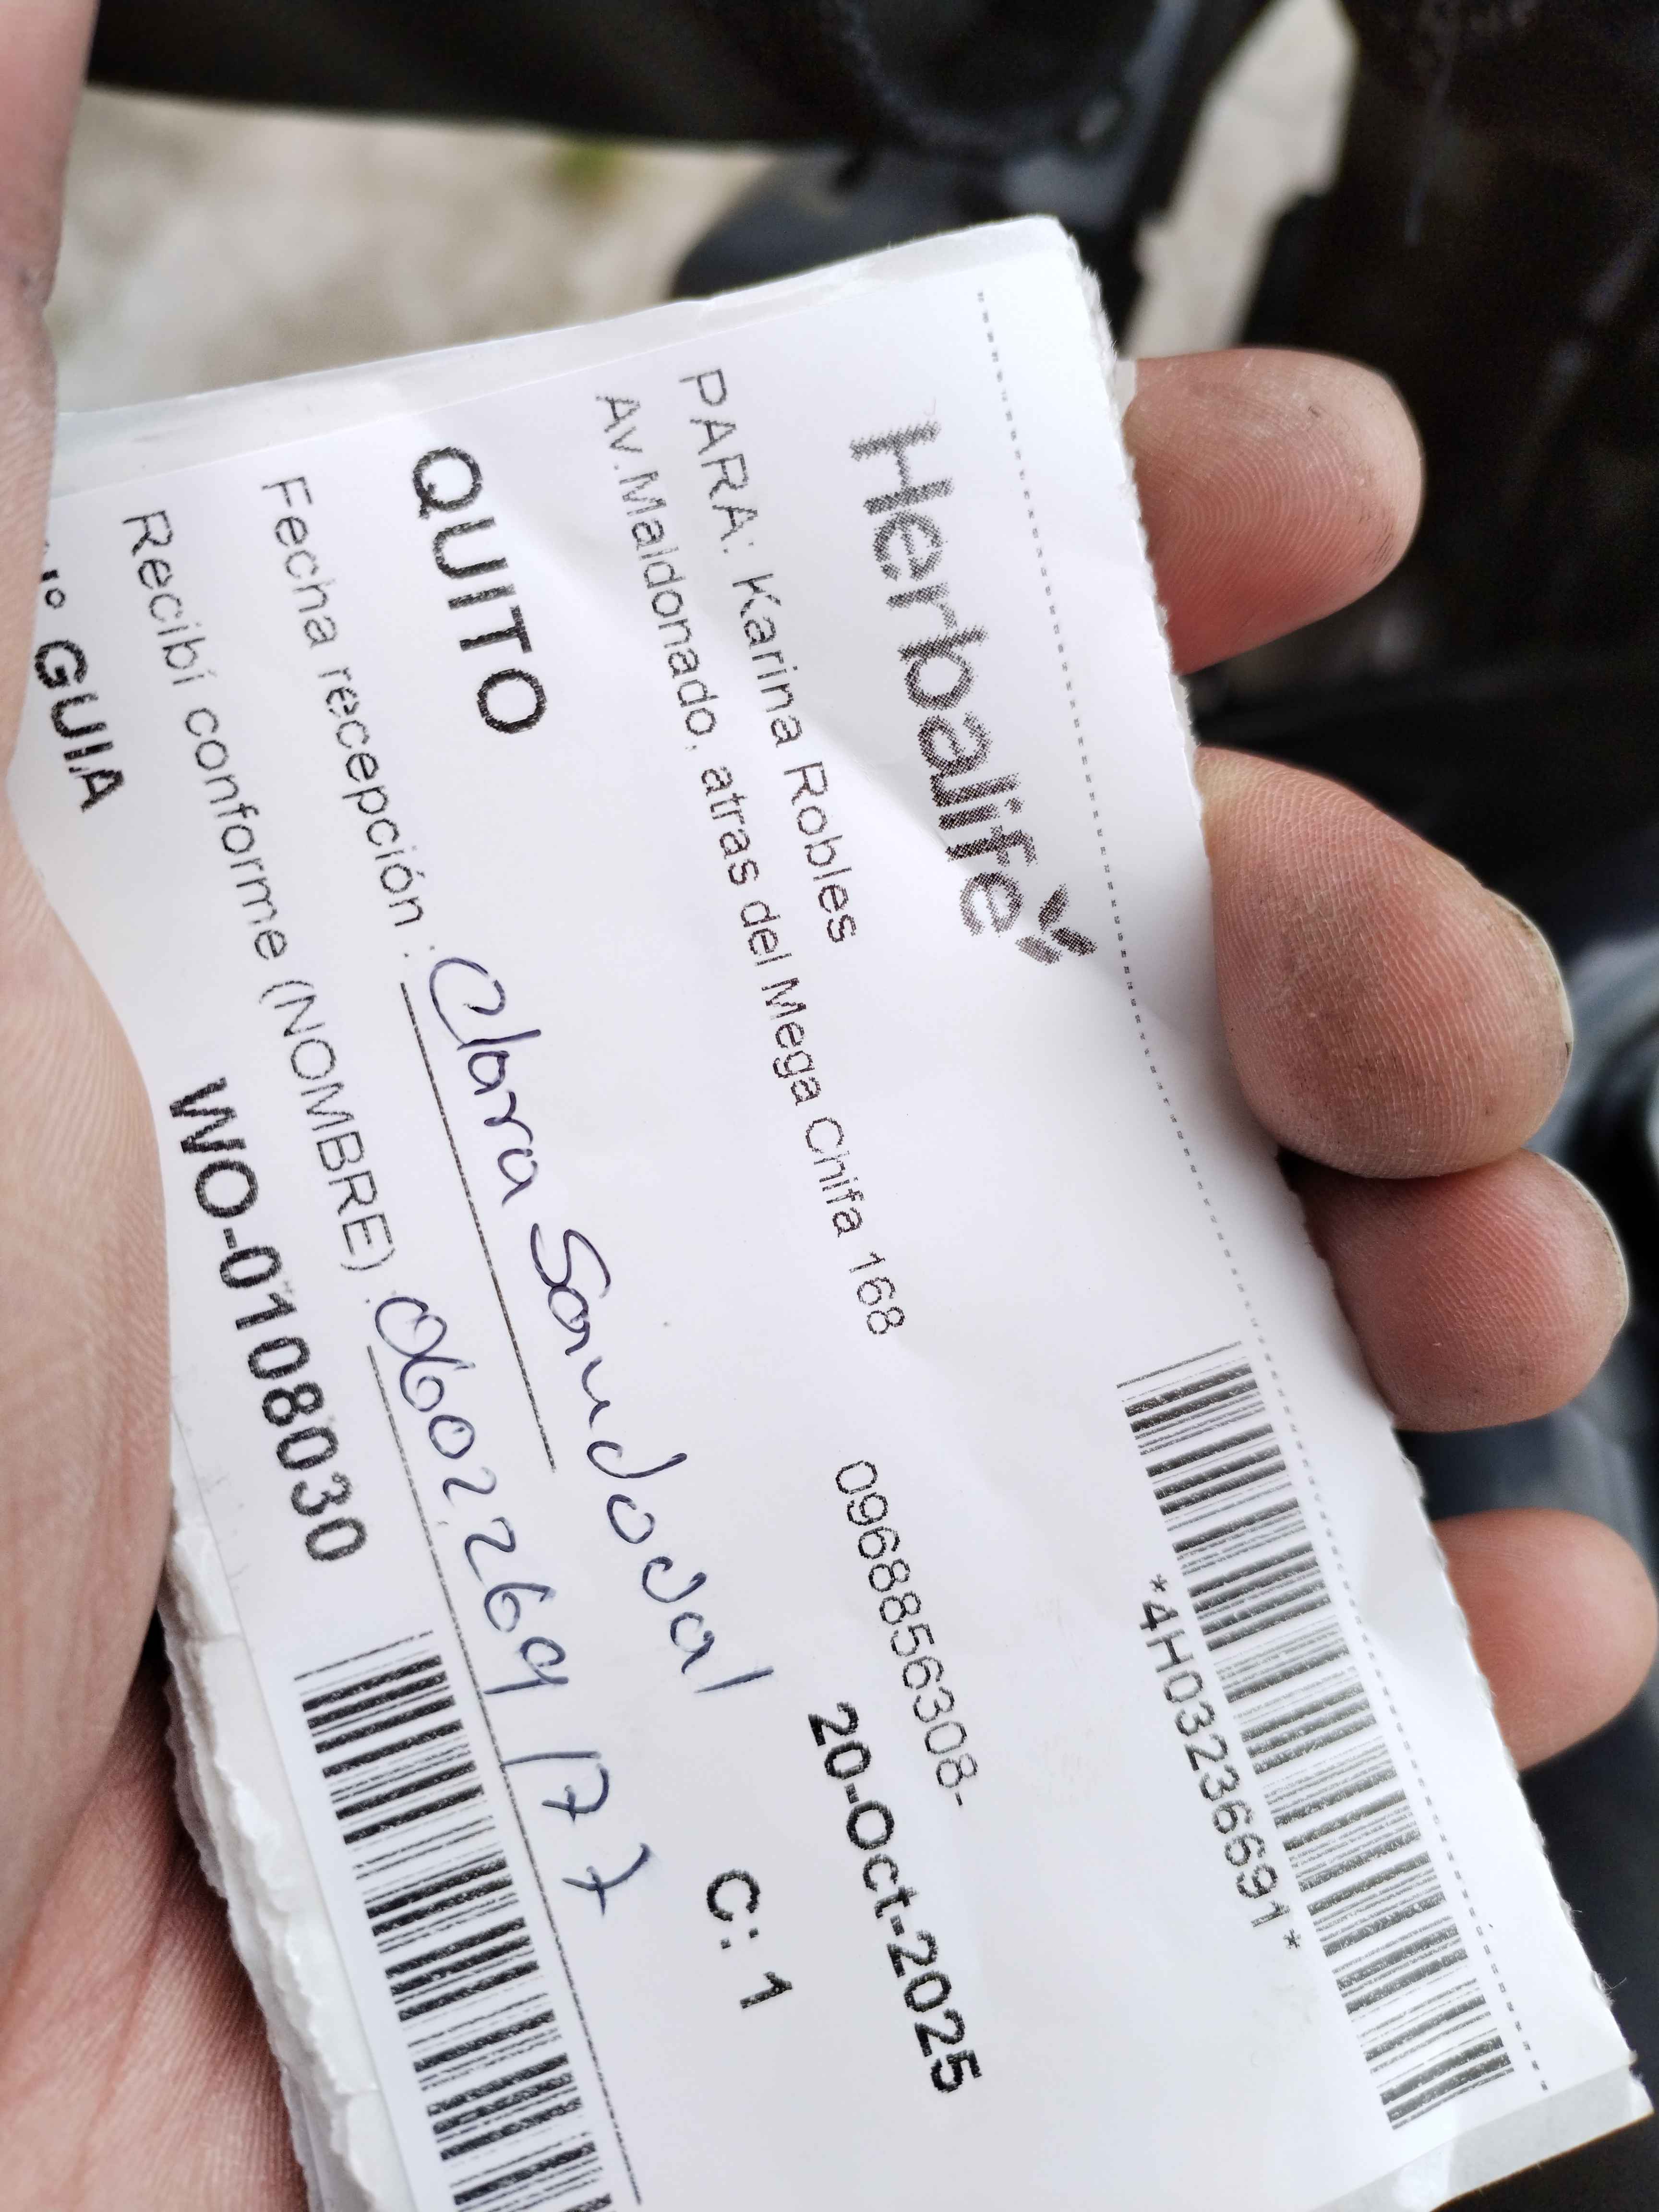 Herbalife
*4H03236691*
PARA: Karina Robles
0968856308-
Av.Maldonado, atras del Mega Chifa 168
20-Oct-2025
QUITO
C: 1
Fecha recepción : Clara Sandoval
Recibí conforme (NOMBRE) : 0602269177
GUIA WO-0108030